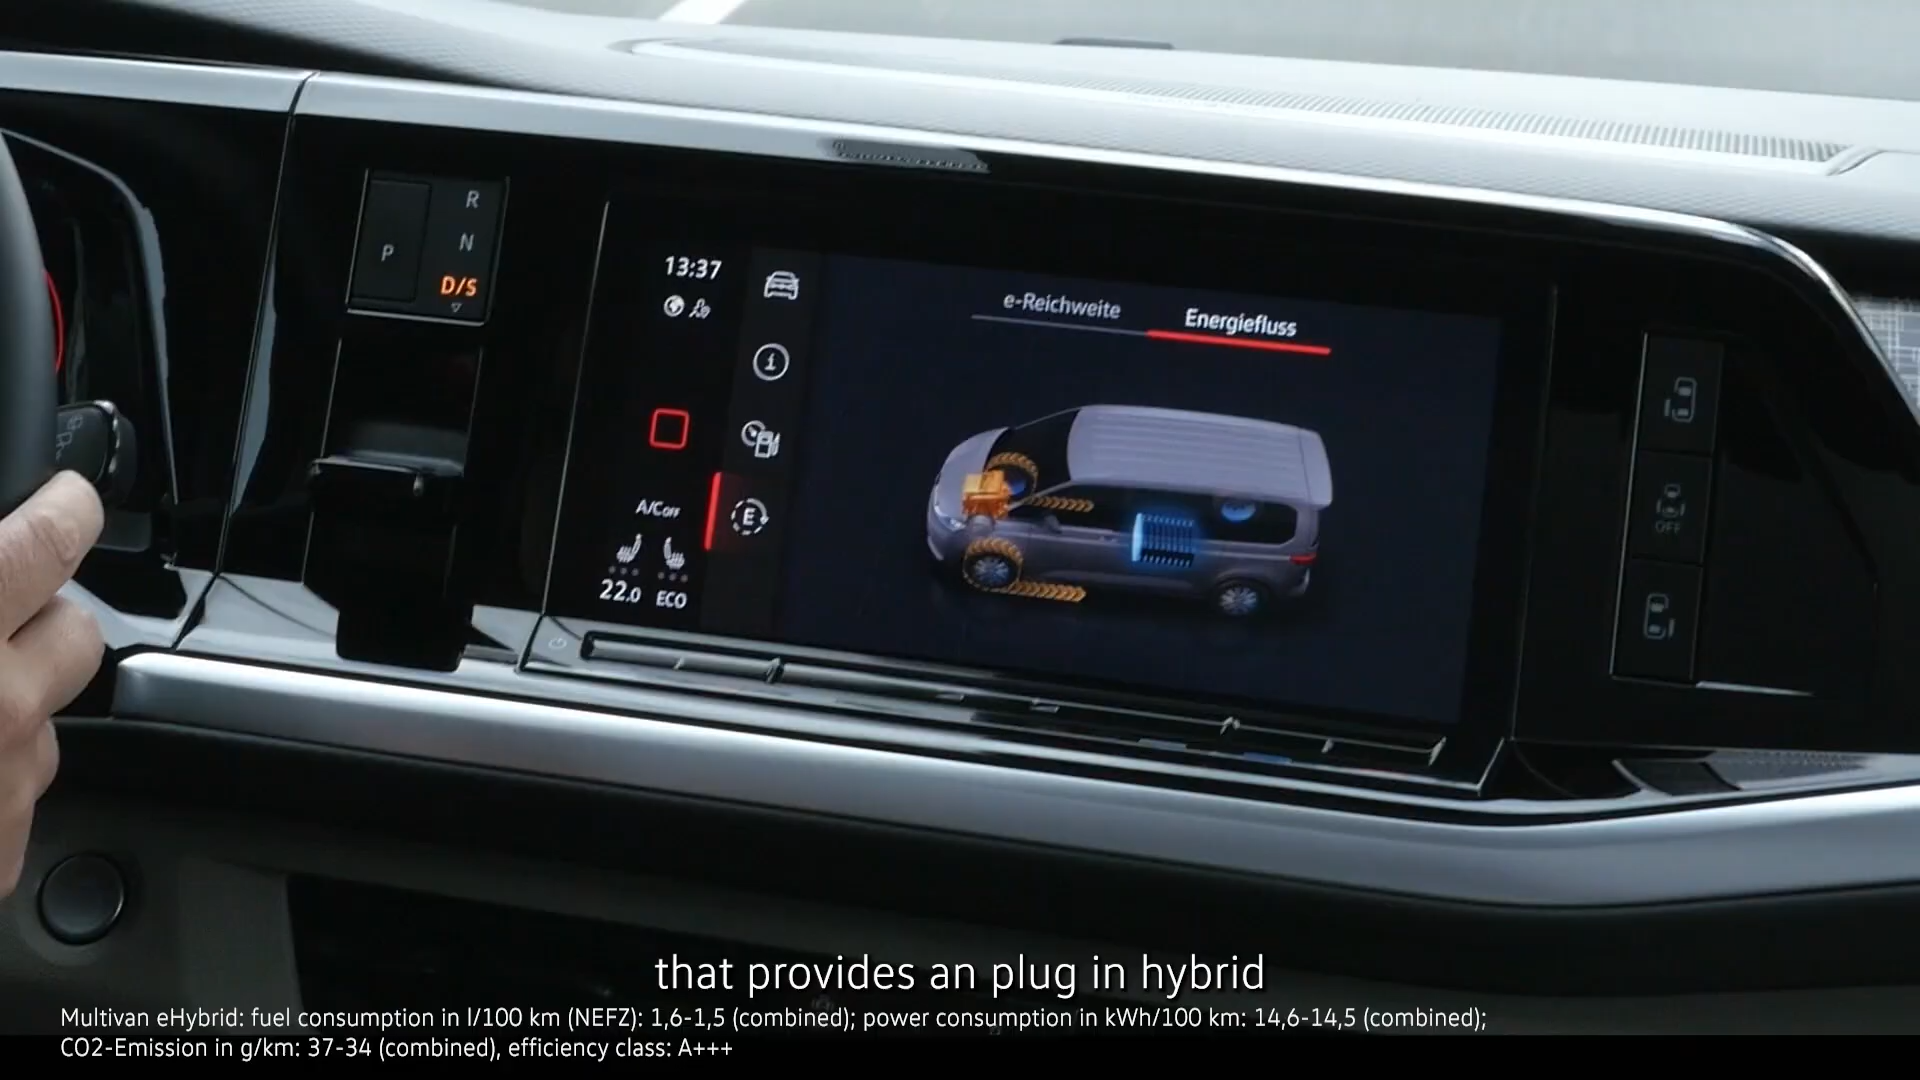 R
N
P
D/S
13:37
e-Reichweite
Energiefluss
i
E
A/C OFF
22.0
ECO
OFF
that provides an plug in hybrid
Multivan eHybrid: fuel consumption in l/100 km (NEFZ): 1,6-1,5 (combined); power consumption in kWh/100 km: 14,6-14,5 (combined);
CO2-Emission in g/km: 37-34 (combined), efficiency class: A+++